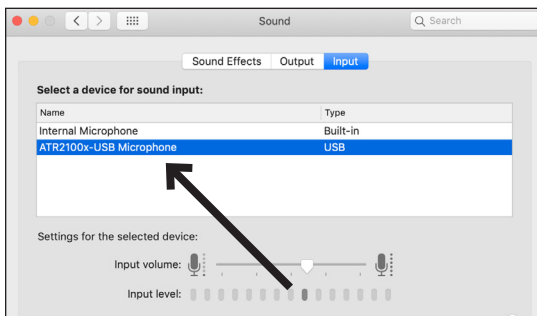 Sound
Search
Sound Effects Output Input
Select a device for sound input:
Name Type
Internal Microphone Built-in
ATR2100x-USB Microphone USB
Settings for the selected device:
Input volume:
Input level: